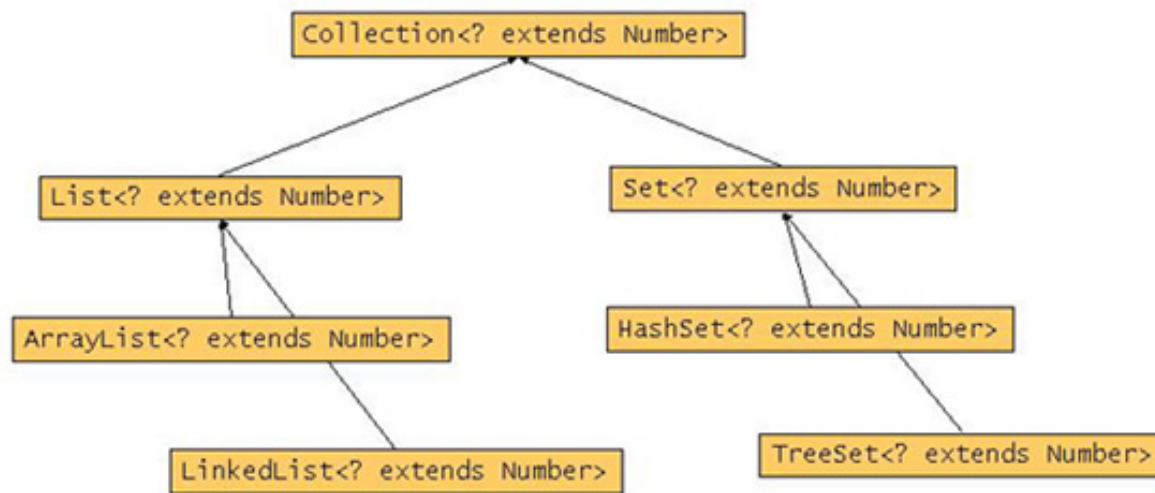 Collection<? extends Number>
List<? extends Number>
Set<? extends Number>
ArrayList<? extends Number>
HashSet<? extends Number>
LinkedList<? extends Number>
TreeSet<? extends Number>